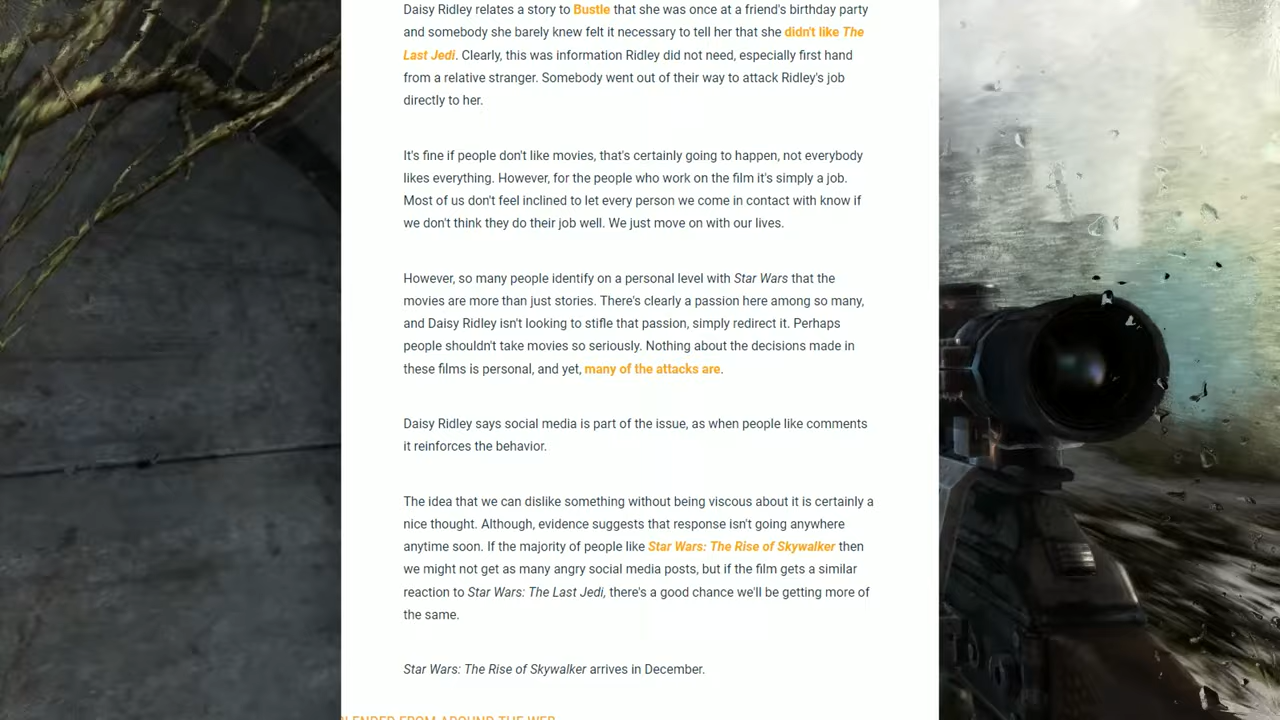 Daisy Ridley relates a story to Bustle that she was once at a friend's birthday party
and somebody she barely knew felt it necessary to tell her that she didn't like The
Last Jedi. Clearly, this was information Ridley did not need, especially first hand
from a relative stranger. Somebody went out of their way to attack Ridley's job
directly to her.
It's fine if people don't like movies, that's certainly going to happen, not everybody
likes everything. However, for the people who work on the film it's simply a job.
Most of us don't feel inclined to let every person we come in contact with know if
we don't think they do their job well. We just move on with our lives.
However, so many people identify on a personal level with Star Wars that the
movies are more than just stories. There's clearly a passion here among so many,
and Daisy Ridley isn't looking to stifle that passion, simply redirect it. Perhaps
people shouldn't take movies so seriously. Nothing about the decisions made in
these films is personal, and yet, many of the attacks are.
Daisy Ridley says social media is part of the issue, as when people like comments
it reinforces the behavior.
The idea that we can dislike something without being viscous about it is certainly a
nice thought. Although, evidence suggests that response isn't going anywhere
anytime soon. If the majority of people like Star Wars: The Rise of Skywalker then
we might not get as many angry social media posts, but if the film gets a similar
reaction to Star Wars: The Last Jedi, there's a good chance we'll be getting more of
the same.
Star Wars: The Rise of Skywalker arrives in December.
FROM AROUND THE WEB